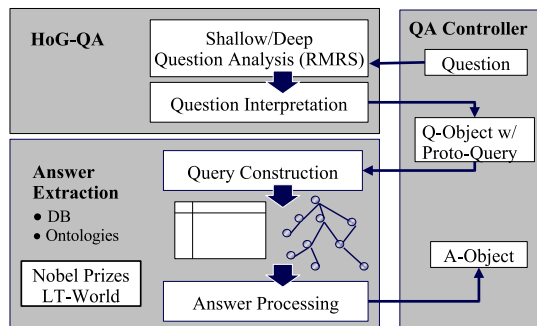 HoG-QA
Shallow/Deep
Question Analysis (RMRS)
Question Interpretation
QA Controller
Question
Q-Object w/
Proto-Query
Answer
Extraction
• DB
• Ontologies
Nobel Prizes
LT-World
Query Construction
Answer Processing
A-Object